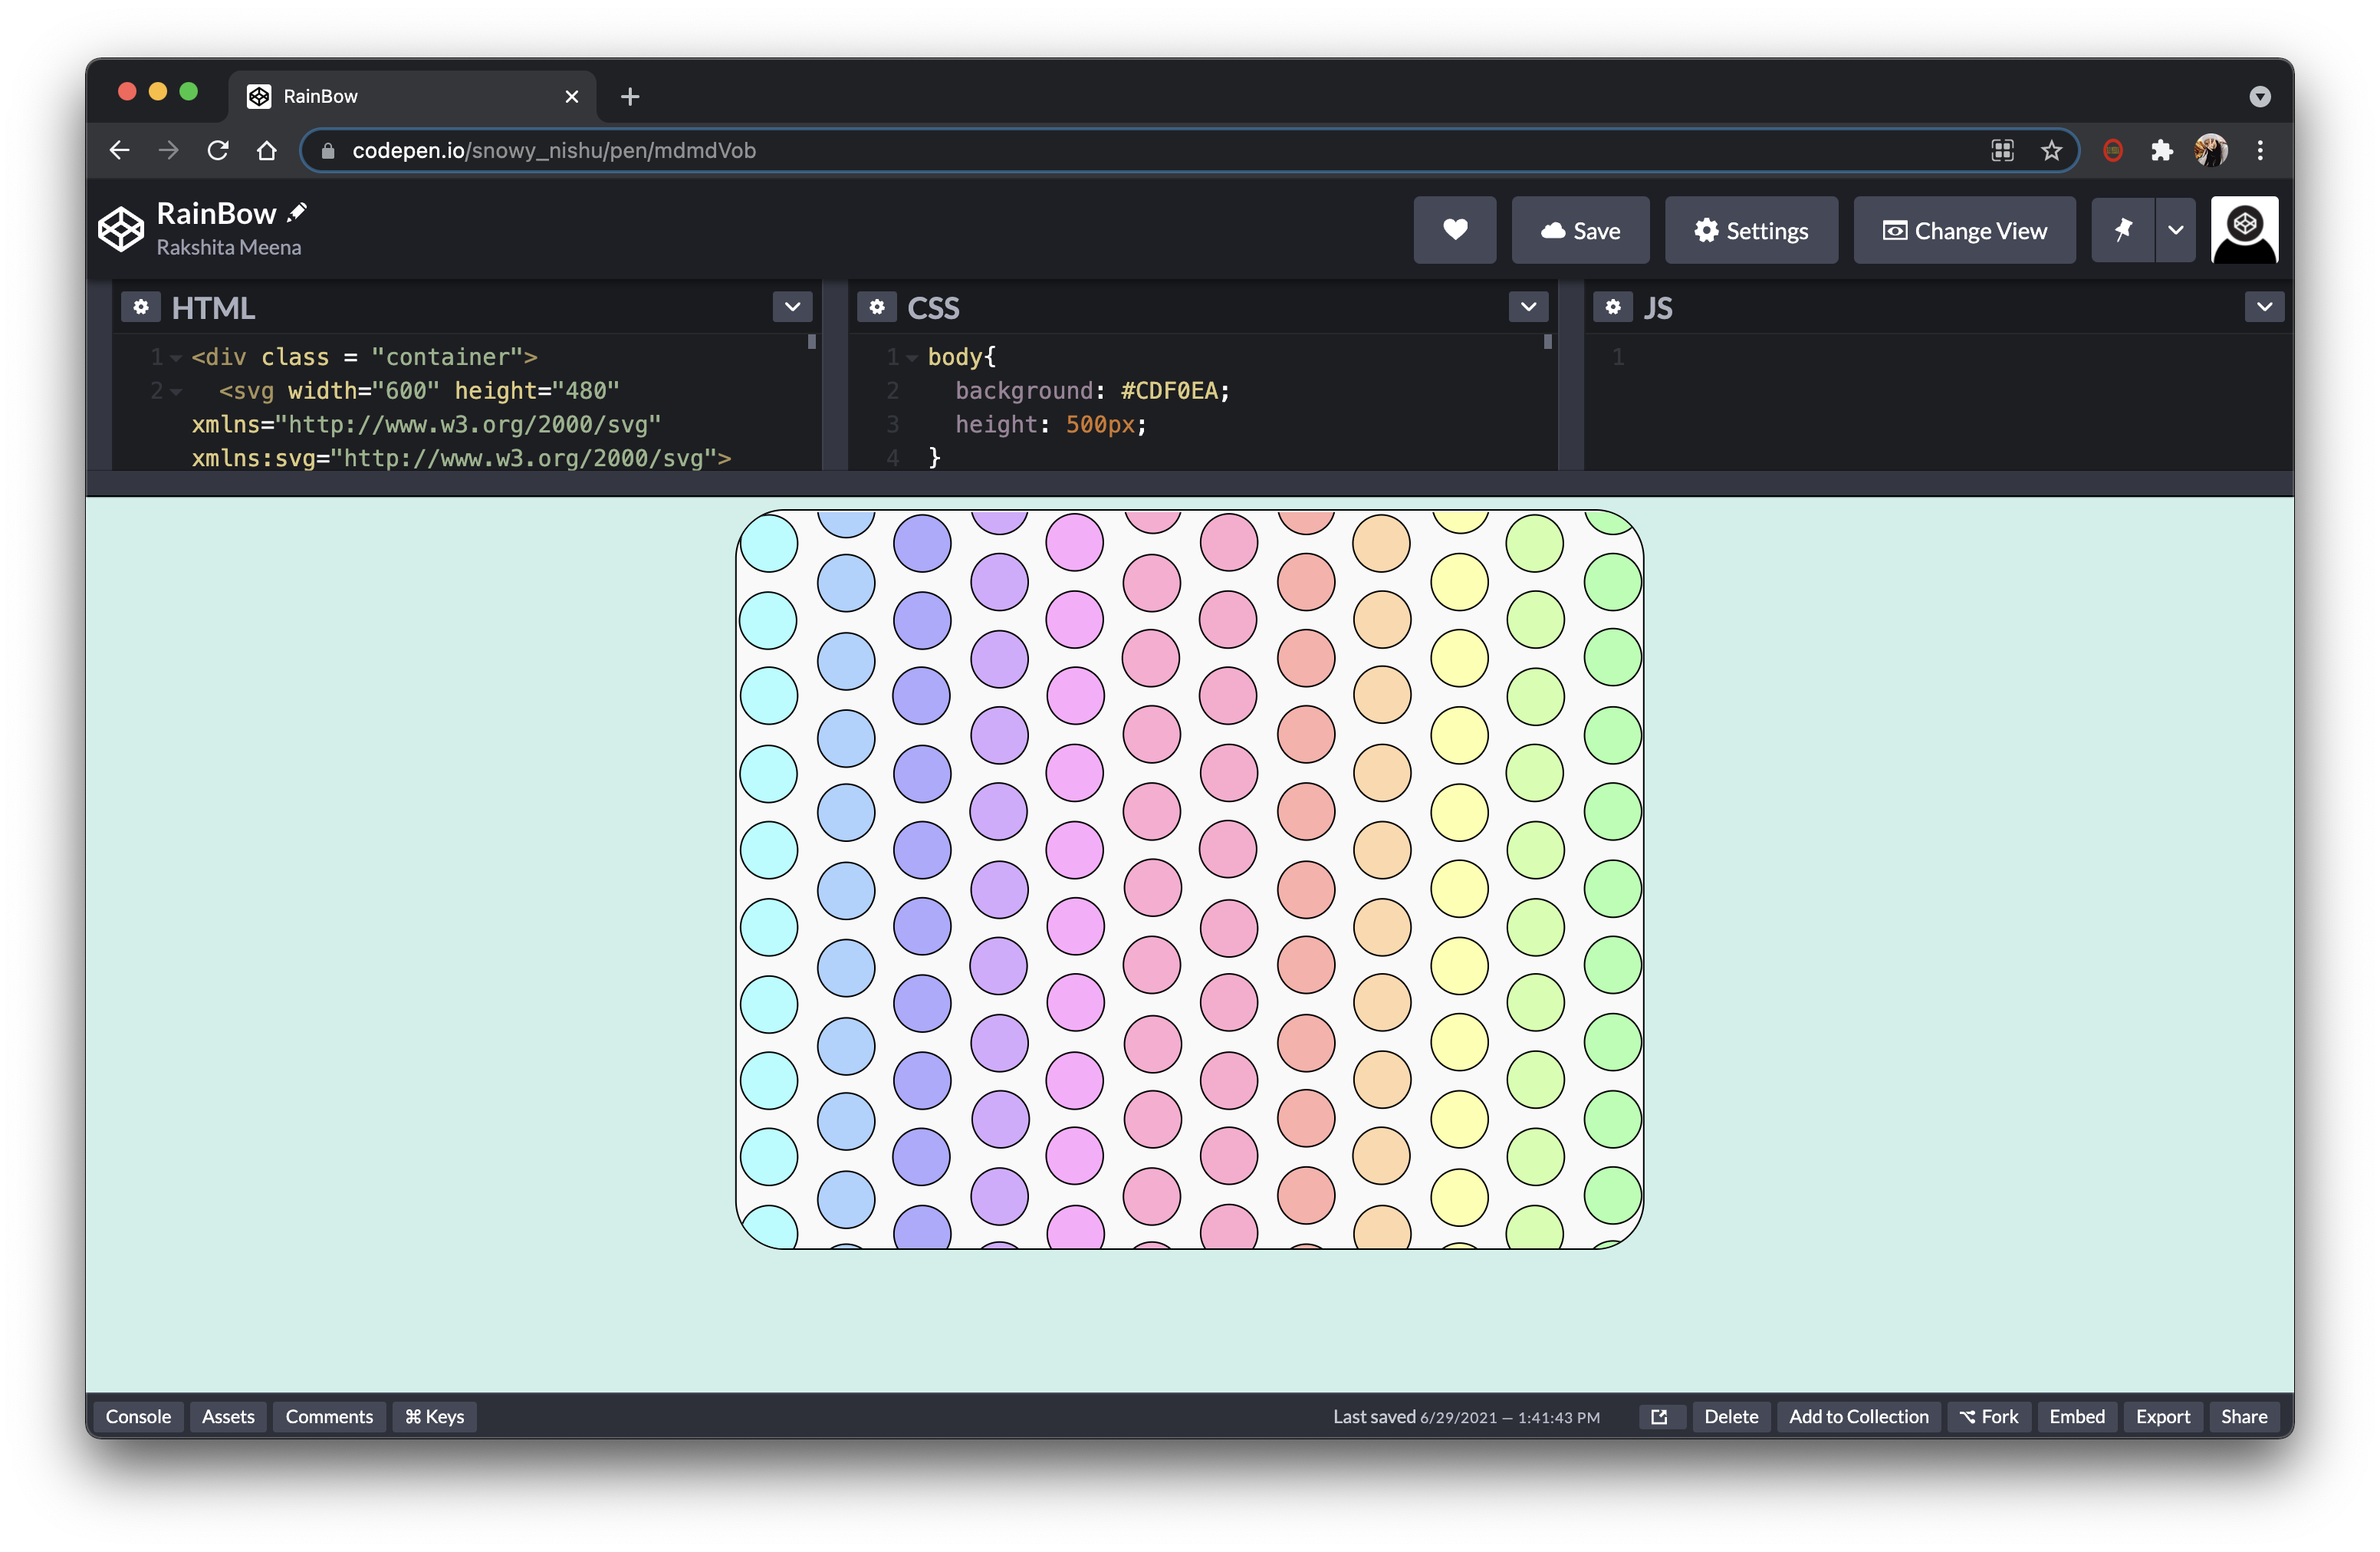 RainBow
codepen.io/snowy_nishu/pen/mdmdVob
RainBow
Rakshita Meena
Save
Settings
Change View
HTML
1 <div class = "container">
2 <svg width="600" height="480"
xmlns="http://www.w3.org/2000/svg"
xmlns:svg="http://www.w3.org/2000/svg">
CSS
1 body{
2 background: #CDF0EA;
3 height: 500px;
4 }
JS
1
Console Assets Comments ⌘ Keys
Last saved 6/29/2021 — 1:41:43 PM
Delete Add to Collection Fork Embed Export Share